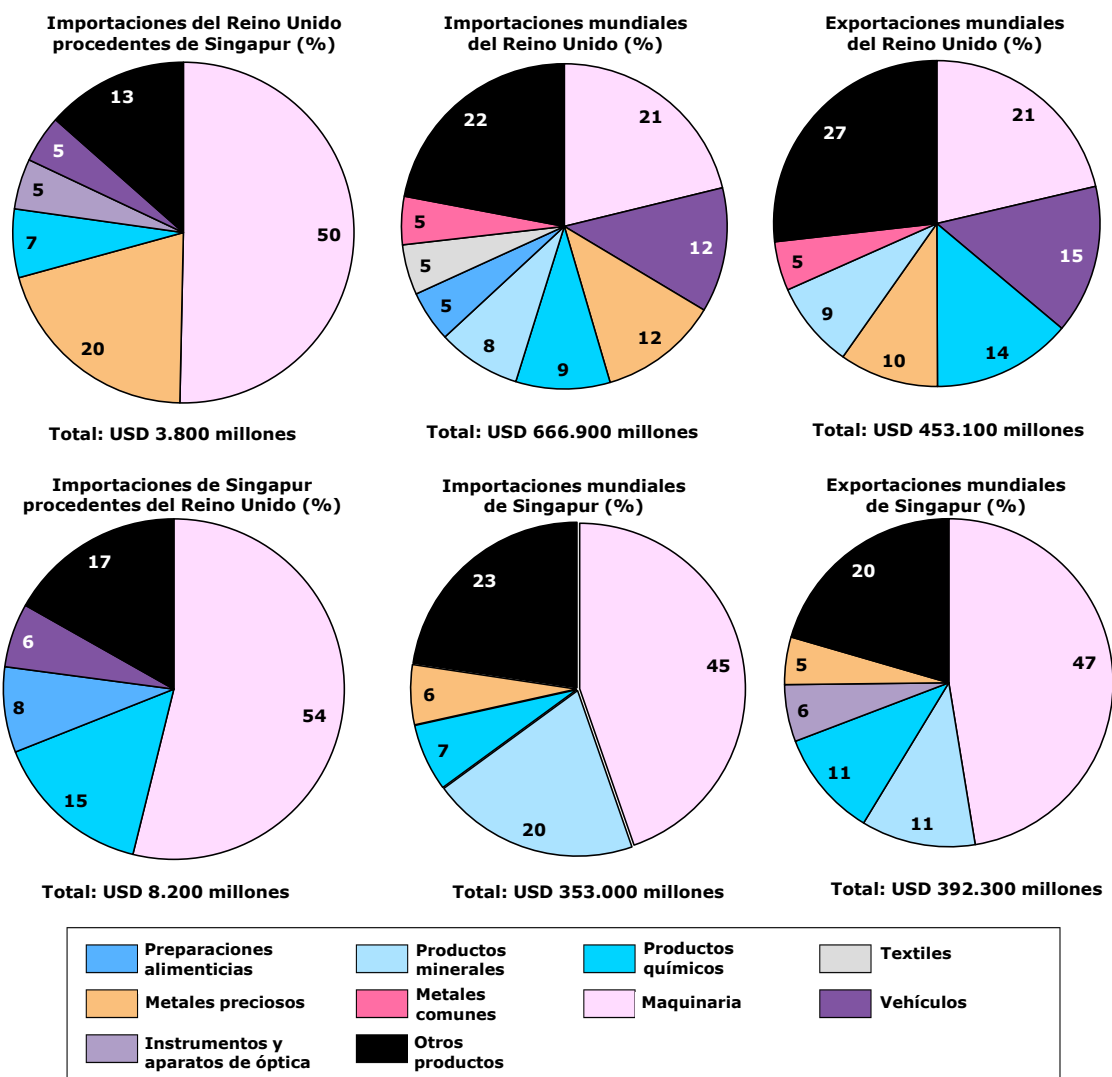 Importaciones del Reino Unido
procedentes de Singapur (%)
13
5
5
7
20
50
Total: USD 3.800 millones
Importaciones mundiales
del Reino Unido (%)
22
21
5
5
5
8
9
12
12
Total: USD 666.900 millones
Exportaciones mundiales
del Reino Unido (%)
27
21
5
9
10
14
15
Total: USD 453.100 millones
Importaciones de Singapur
procedentes del Reino Unido (%)
17
6
8
15
54
Total: USD 8.200 millones
Importaciones mundiales
de Singapur (%)
23
6
7
20
45
Total: USD 353.000 millones
Exportaciones mundiales
de Singapur (%)
20
5
6
11
11
47
Total: USD 392.300 millones
Preparaciones
alimenticias
Productos
minerales
Productos
químicos
Textiles
Metales preciosos
Metales
comunes
Maquinaria
Vehículos
Instrumentos y
aparatos de óptica
Otros
productos